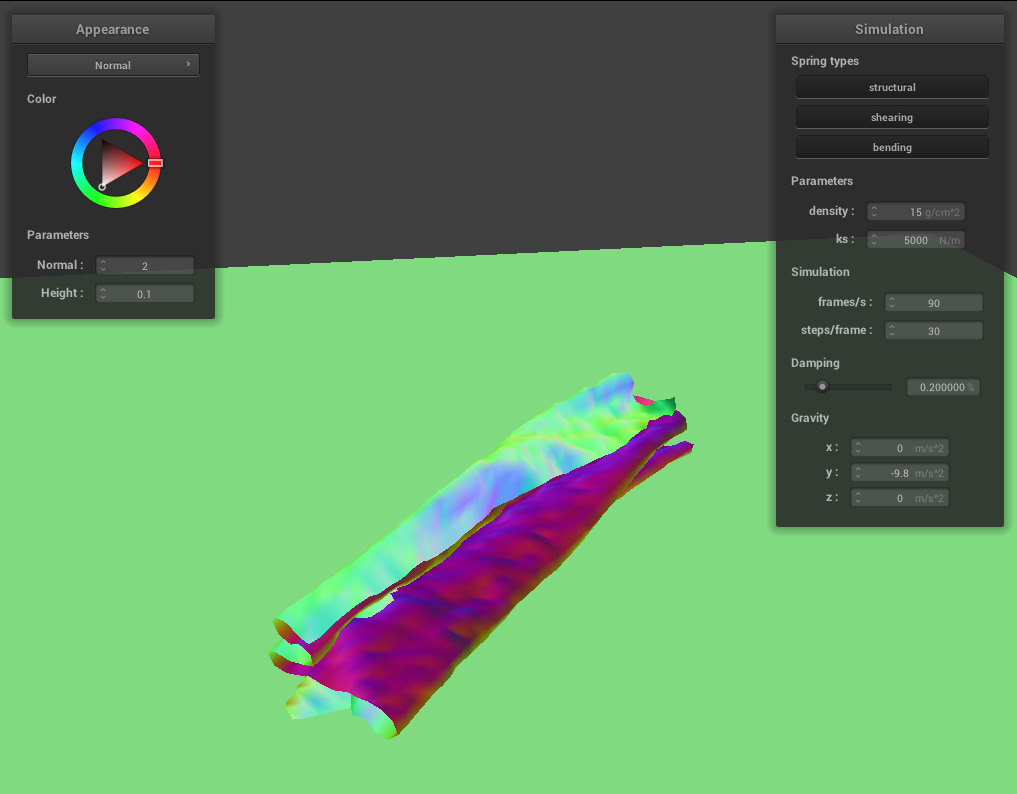 Appearance
Normal
Color
Parameters
Normal : 2
Height : 0.1
Simulation
Spring types
structural
shearing
bending
Parameters
density : 15 g/cm^2
ks : 5000 N/m
Simulation
frames/s : 90
steps/frame : 30
Damping
0.200000 %
Gravity
x : 0 m/s^2
y : -9.8 m/s^2
z : 0 m/s^2